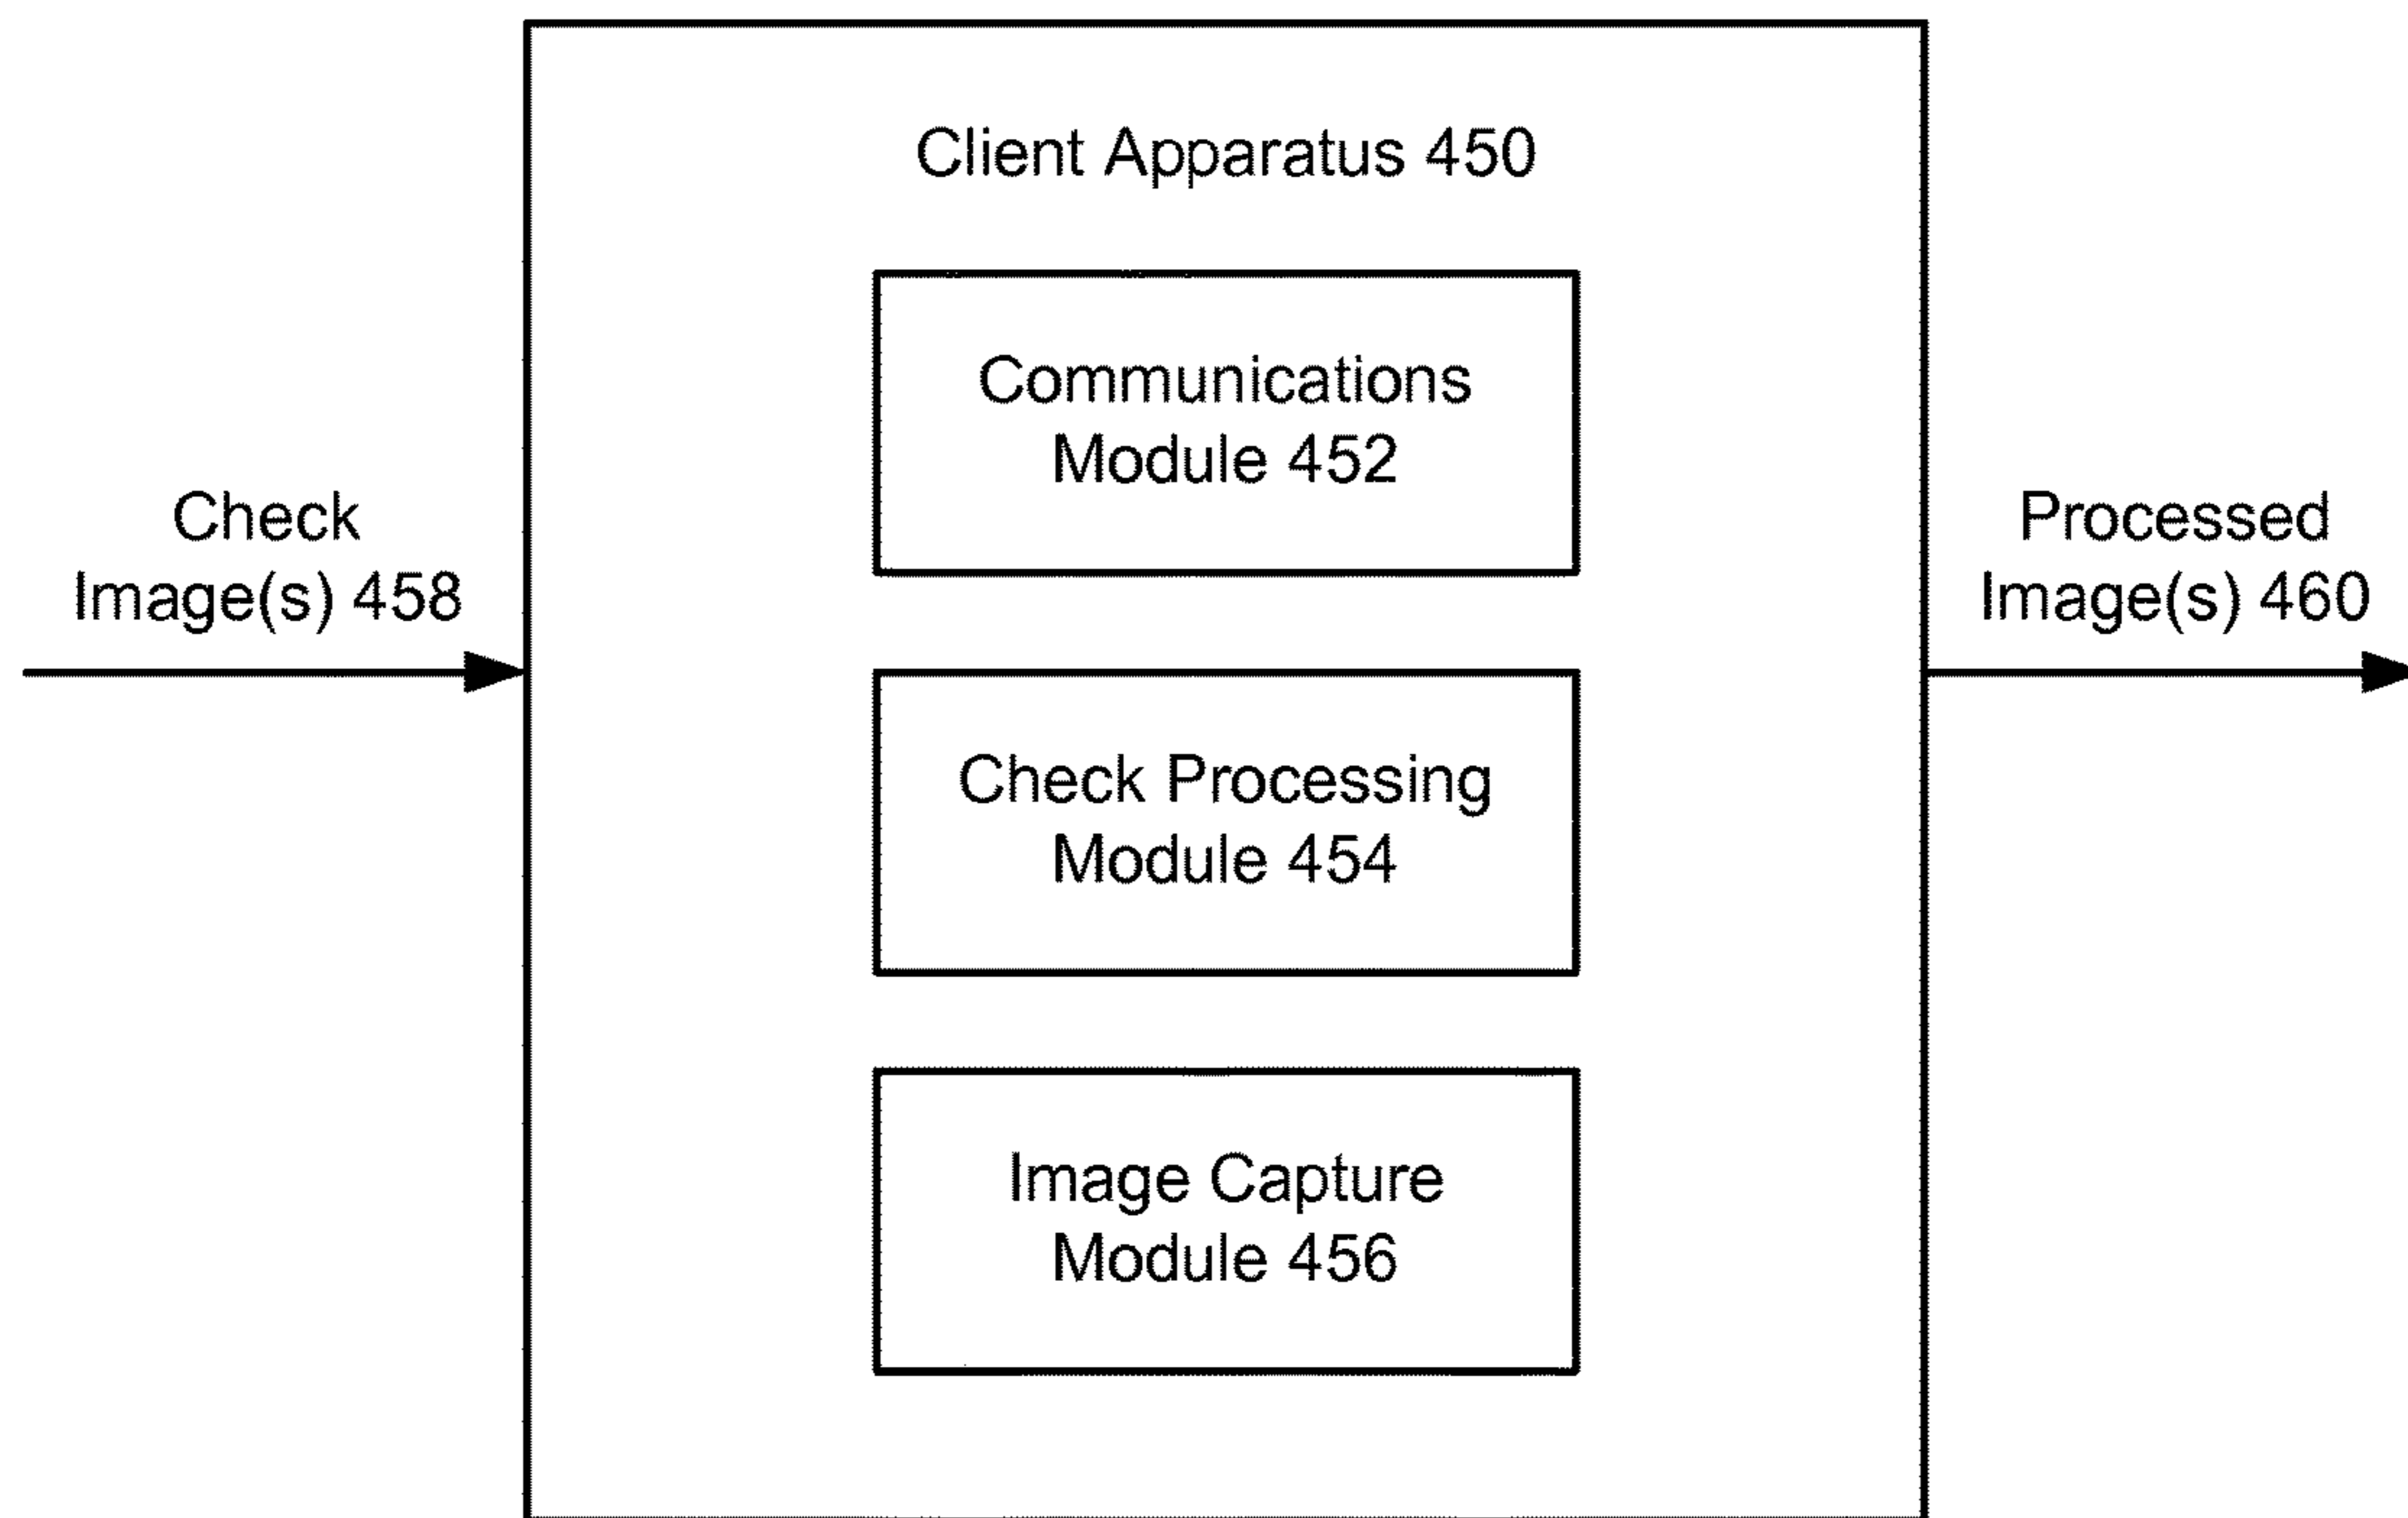 Client Apparatus 450
Communications
Module 452
Check
Image(s) 458
Processed
Image(s) 460
Check Processing
Module 454
Image Capture
Module 456